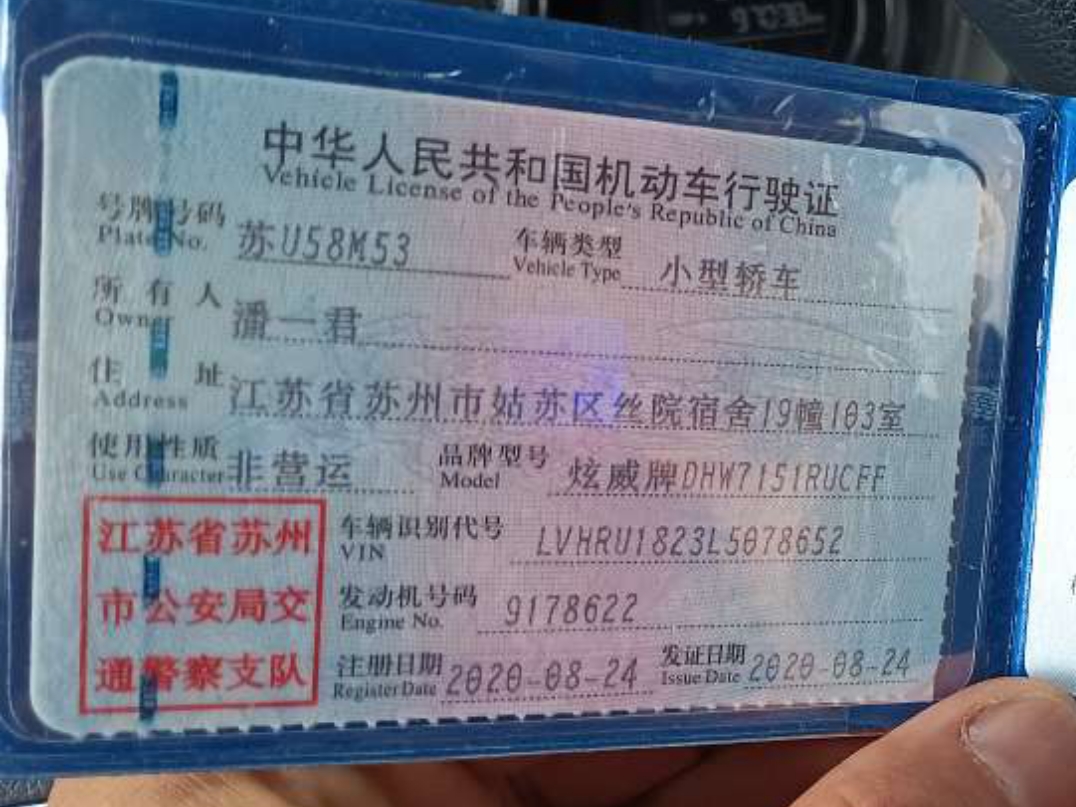 中华人民共和国机动车行驶证
Vehicle License of the People's Republic of China
号牌号码 苏U58M53 车辆类型 小型轿车
Plate No. Vehicle Type
所有人 潘一君
Owner
住址 江苏省苏州市姑苏区丝院宿舍19幢103室
Address
使用性质 非营运 品牌型号 炫威牌DHW7151RUCFF
Use Character Model
江苏省苏州 车辆识别代号 LVHRU1823L5078652
VIN
市公安局交 发动机号码 9178622
Engine No.
通警察支队 注册日期 2020-08-24 发证日期 2020-08-24
Register Date Issue Date